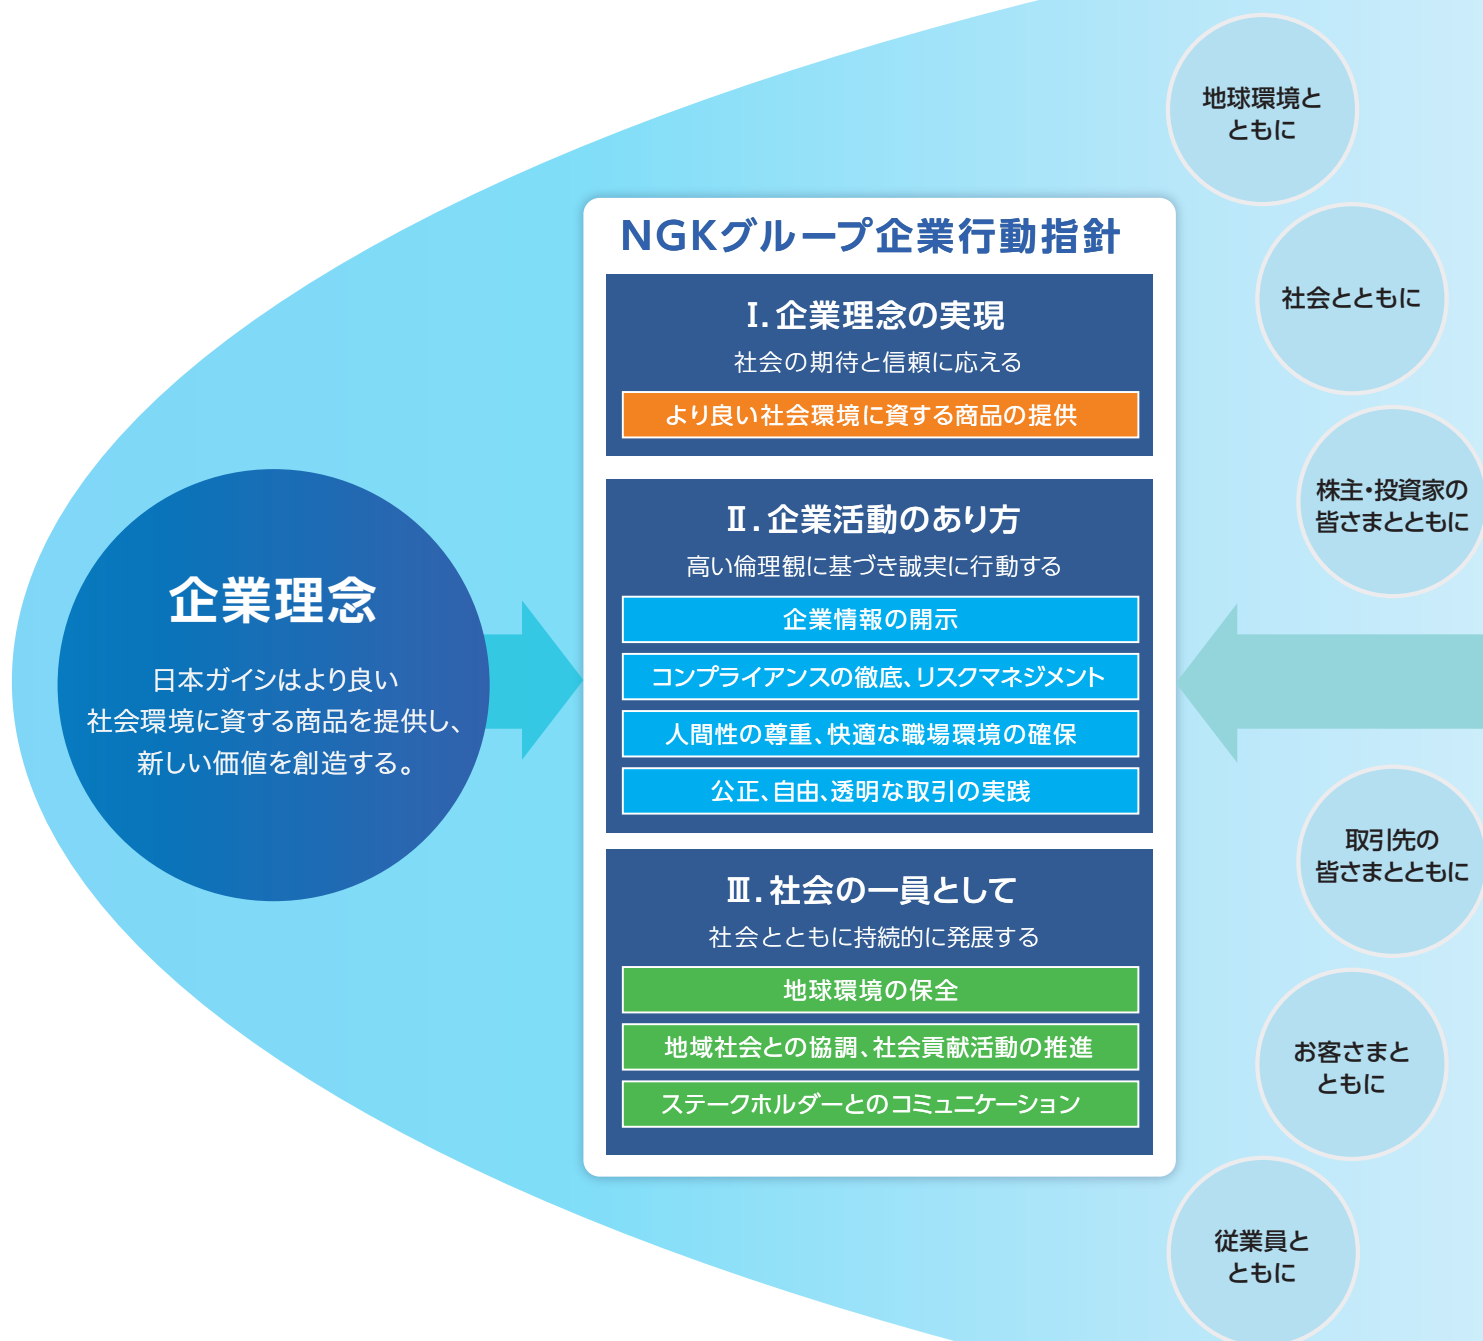 企業理念
日本ガイシはより良い
社会環境に資する商品を提供し、
新しい価値を創造する。
NGKグループ企業行動指針
Ⅰ.企業理念の実現
社会の期待と信頼に応える
より良い社会環境に資する商品の提供
Ⅱ.企業活動のあり方
高い倫理観に基づき誠実に行動する
企業情報の開示
コンプライアンスの徹底、リスクマネジメント
人間性の尊重、快適な職場環境の確保
公正、自由、透明な取引の実践
Ⅲ.社会の一員として
社会とともに持続的に発展する
地球環境の保全
地域社会との協調、社会貢献活動の推進
ステークホルダーとのコミュニケーション
地球環境と
ともに
社会とともに
株主・投資家の
皆さまとともに
取引先の
皆さまとともに
お客さまと
ともに
従業員と
ともに